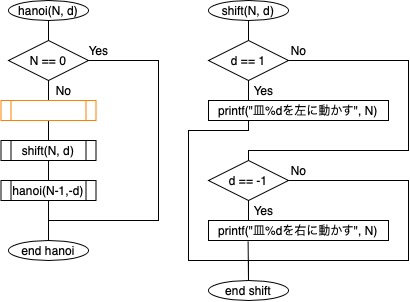 hanoi(N, d)
N == 0
Yes
No
shift(N, d)
hanoi(N-1,-d)
end hanoi
shift(N, d)
d == 1
No
Yes
printf("皿%dを左に動かす", N)
d == -1
No
Yes
printf("皿%dを右に動かす", N)
end shift